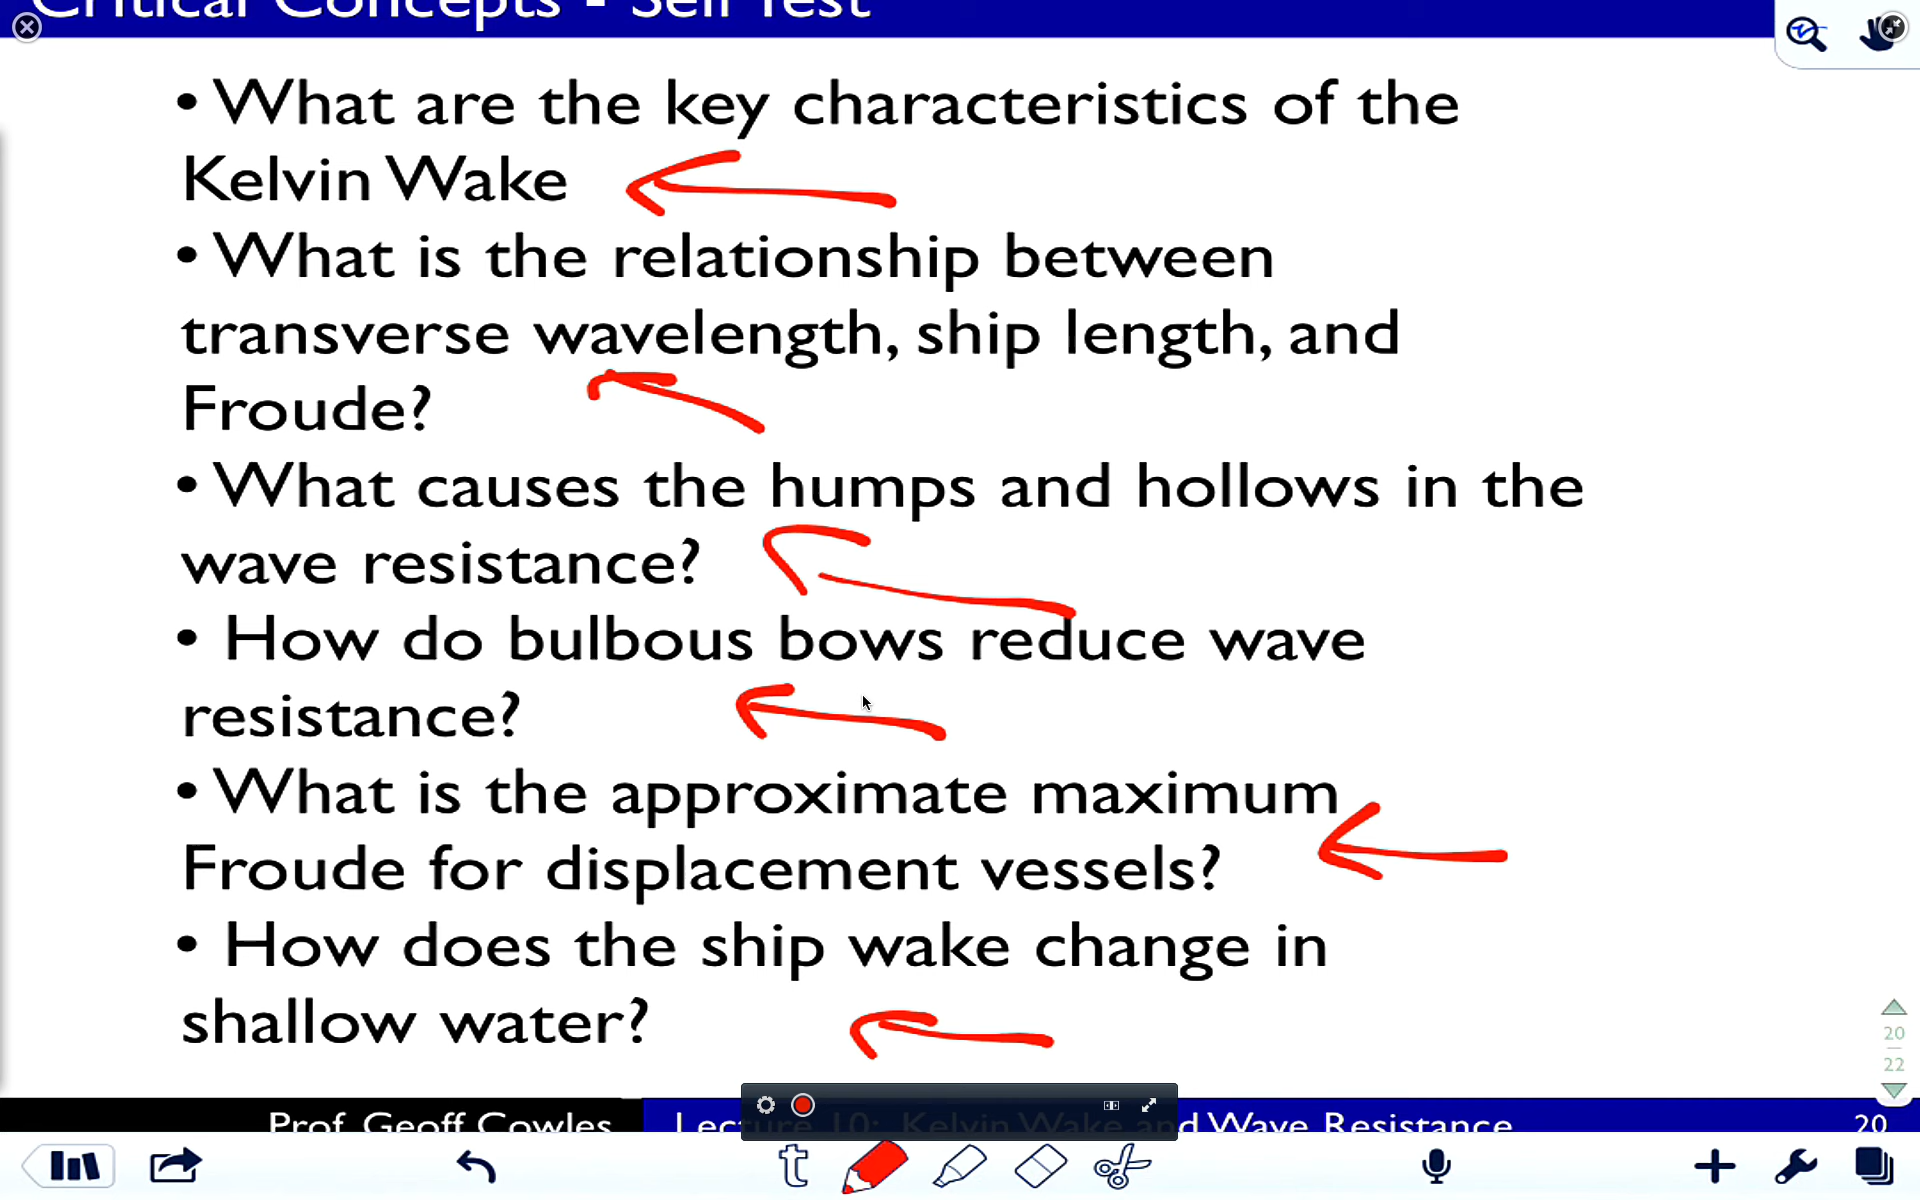 Critical Concepts - Self Test
• What are the key characteristics of the
Kelvin Wake
• What is the relationship between
transverse wavelength, ship length, and
Froude?
• What causes the humps and hollows in the
wave resistance?
• How do bulbous bows reduce wave
resistance?
• What is the approximate maximum
Froude for displacement vessels?
• How does the ship wake change in
shallow water?
20
22
Prof. Geoff Cowles Lecture 10: Kelvin Wake and Wave Resistance 20
t